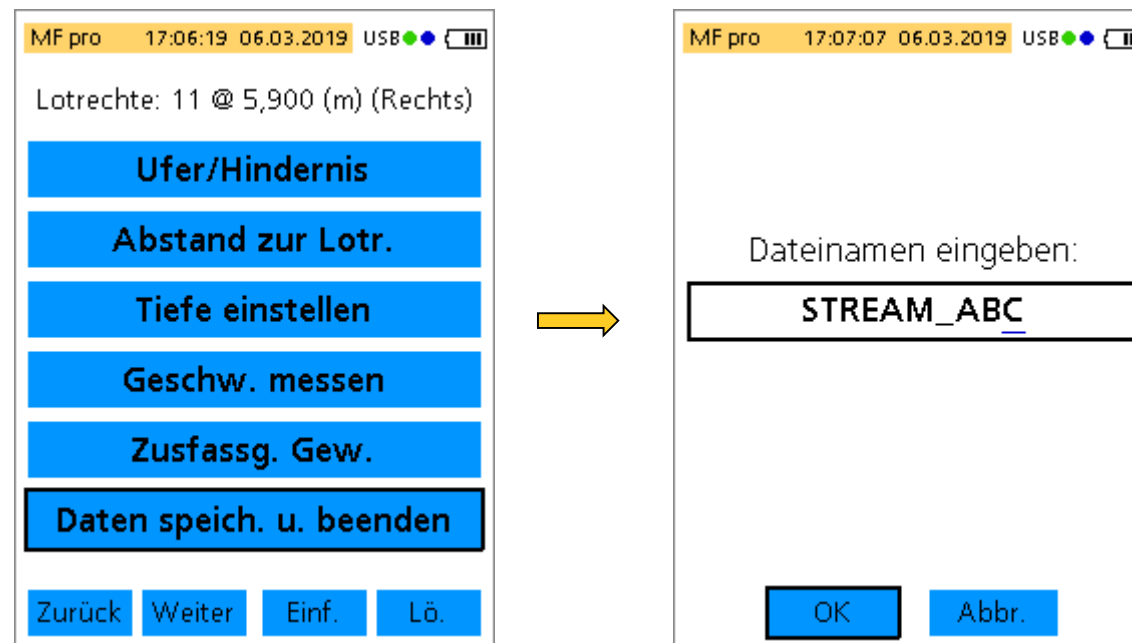 MF pro 17:06:19 06.03.2019 USB
Lotrechte: 11 @ 5,900 (m) (Rechts)
Ufer/Hindernis
Abstand zur Lotr.
Tiefe einstellen
Geschw. messen
Zusfassg. Gew.
Daten speich. u. beenden
Zurück Weiter Einf. Lö.
MF pro 17:07:07 06.03.2019 USB
Dateinamen eingeben:
STREAM_ABC
OK Abbr.